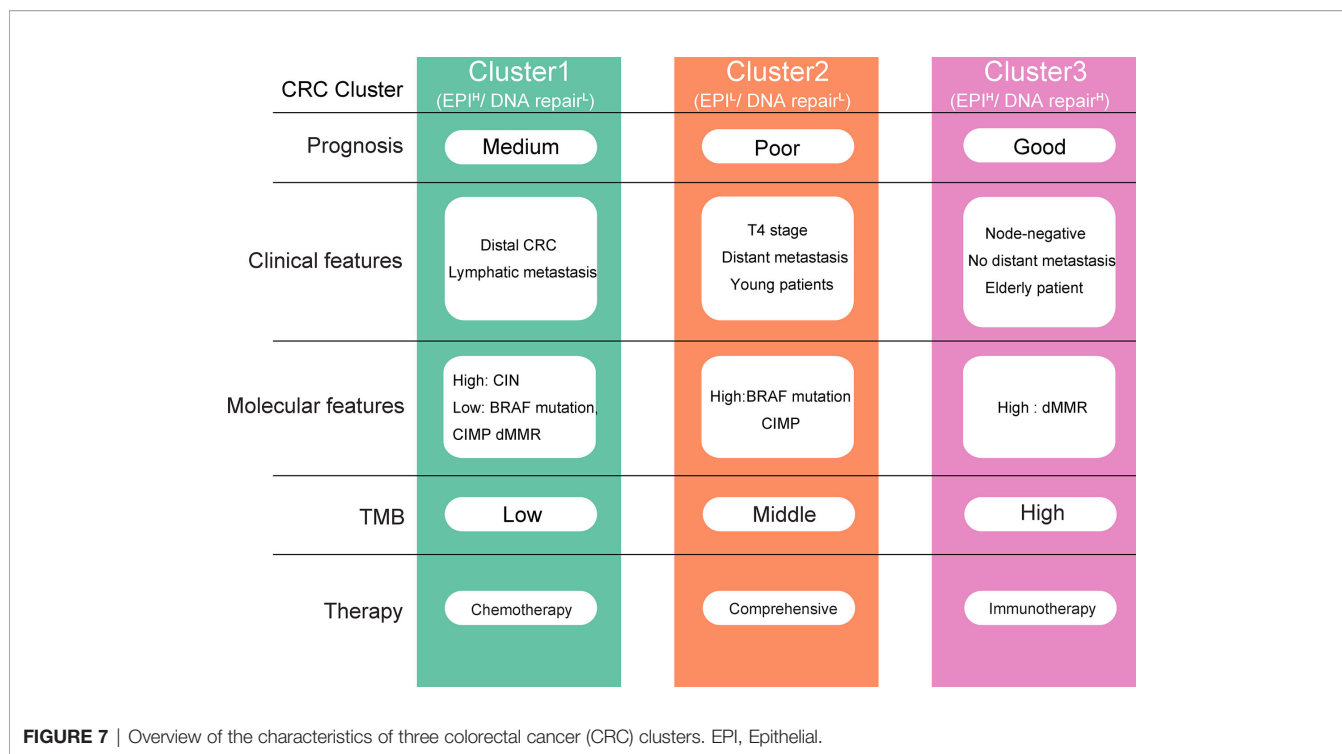 CRC Cluster
Cluster1
(EPIᴴ/ DNA repairᴸ)
Cluster2
(EPIᴸ/ DNA repairᴸ)
Cluster3
(EPIᴴ/ DNA repairᴴ)
Prognosis
Medium
Poor
Good
Clinical features
Distal CRC
Lymphatic metastasis
T4 stage
Distant metastasis
Young patients
Node-negative
No distant metastasis
Elderly patient
Molecular features
High: CIN
Low: BRAF mutation,
CIMP dMMR
High:BRAF mutation
CIMP
High : dMMR
TMB
Low
Middle
High
Therapy
Chemotherapy
Comprehensive
Immunotherapy
FIGURE 7 | Overview of the characteristics of three colorectal cancer (CRC) clusters. EPI, Epithelial.